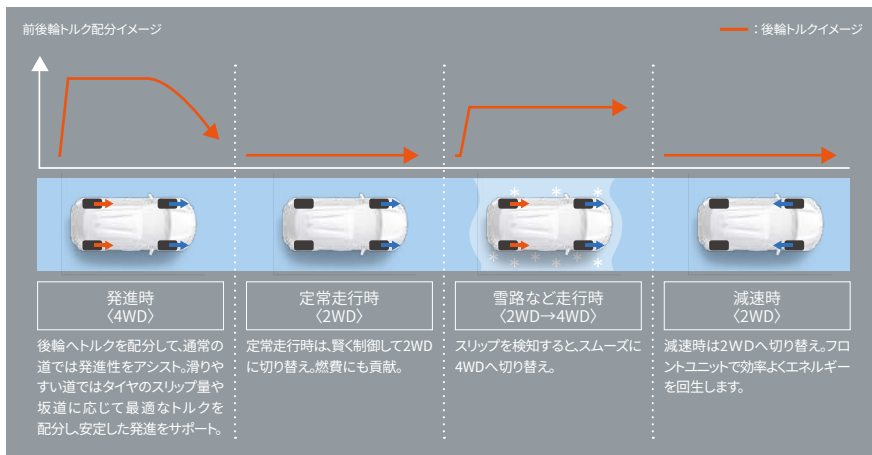 前後輪トルク配分イメージ
：後輪トルクイメージ
発進時
〈4WD〉
後輪へトルクを配分して、通常の
道では発進性をアシスト。滑りや
すい道ではタイヤのスリップ量や
坂道に応じて最適なトルクを
配分し、安定した発進をサポート。
定常走行時
〈2WD〉
定常走行時は、賢く制御して2WD
に切り替え。燃費にも貢献。
雪路など走行時
〈2WD→4WD〉
スリップを検知すると、スムーズに
4WDへ切り替え。
減速時
〈2WD〉
減速時は2WDへ切り替え。フロ
ントユニットで効率よくエネルギー
を回生します。